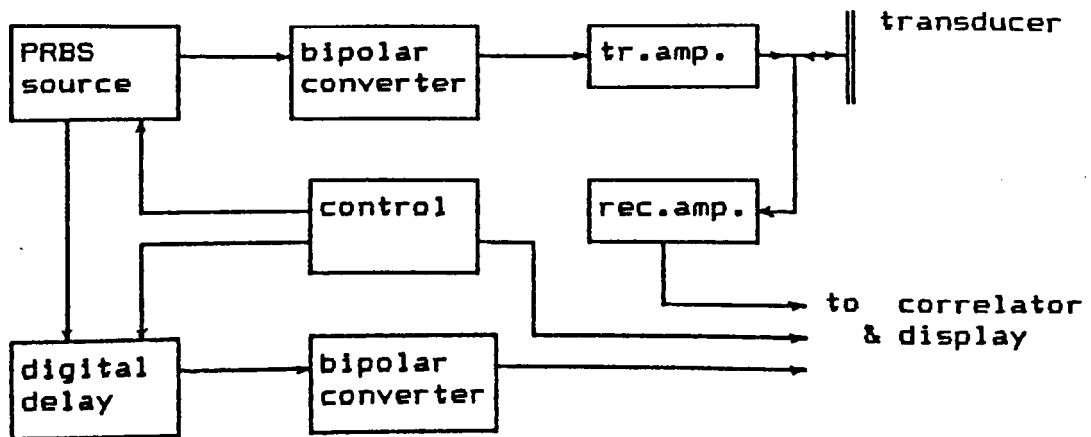 PRBS
source
bipolar
converter
tr.amp.
transducer
control
rec.amp.
to correlator
& display
digital
delay
bipolar
converter